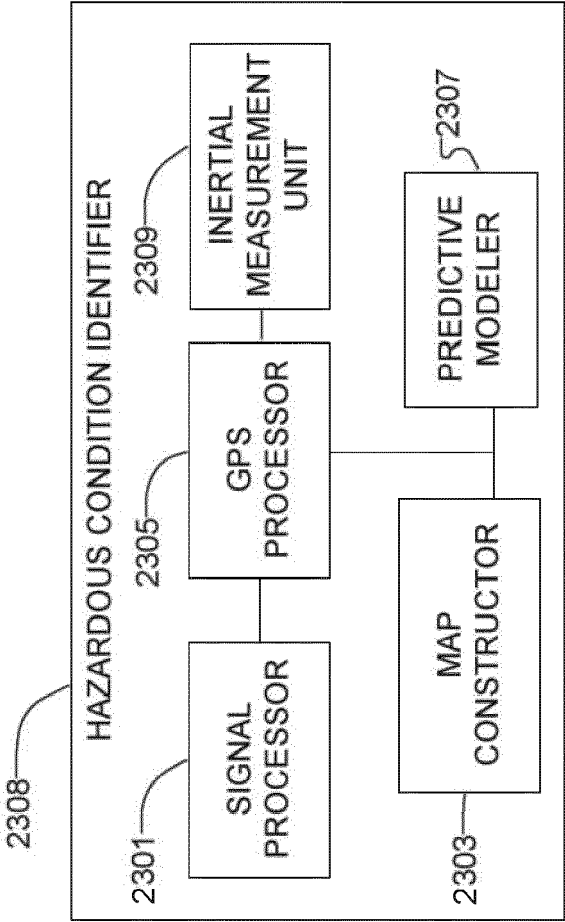 2308
HAZARDOUS CONDITION IDENTIFIER
2301
SIGNAL
PROCESSOR
2305
GPS
PROCESSOR
2309
INERTIAL
MEASUREMENT
UNIT
2303
MAP
CONSTRUCTOR
PREDICTIVE
MODELER
2307